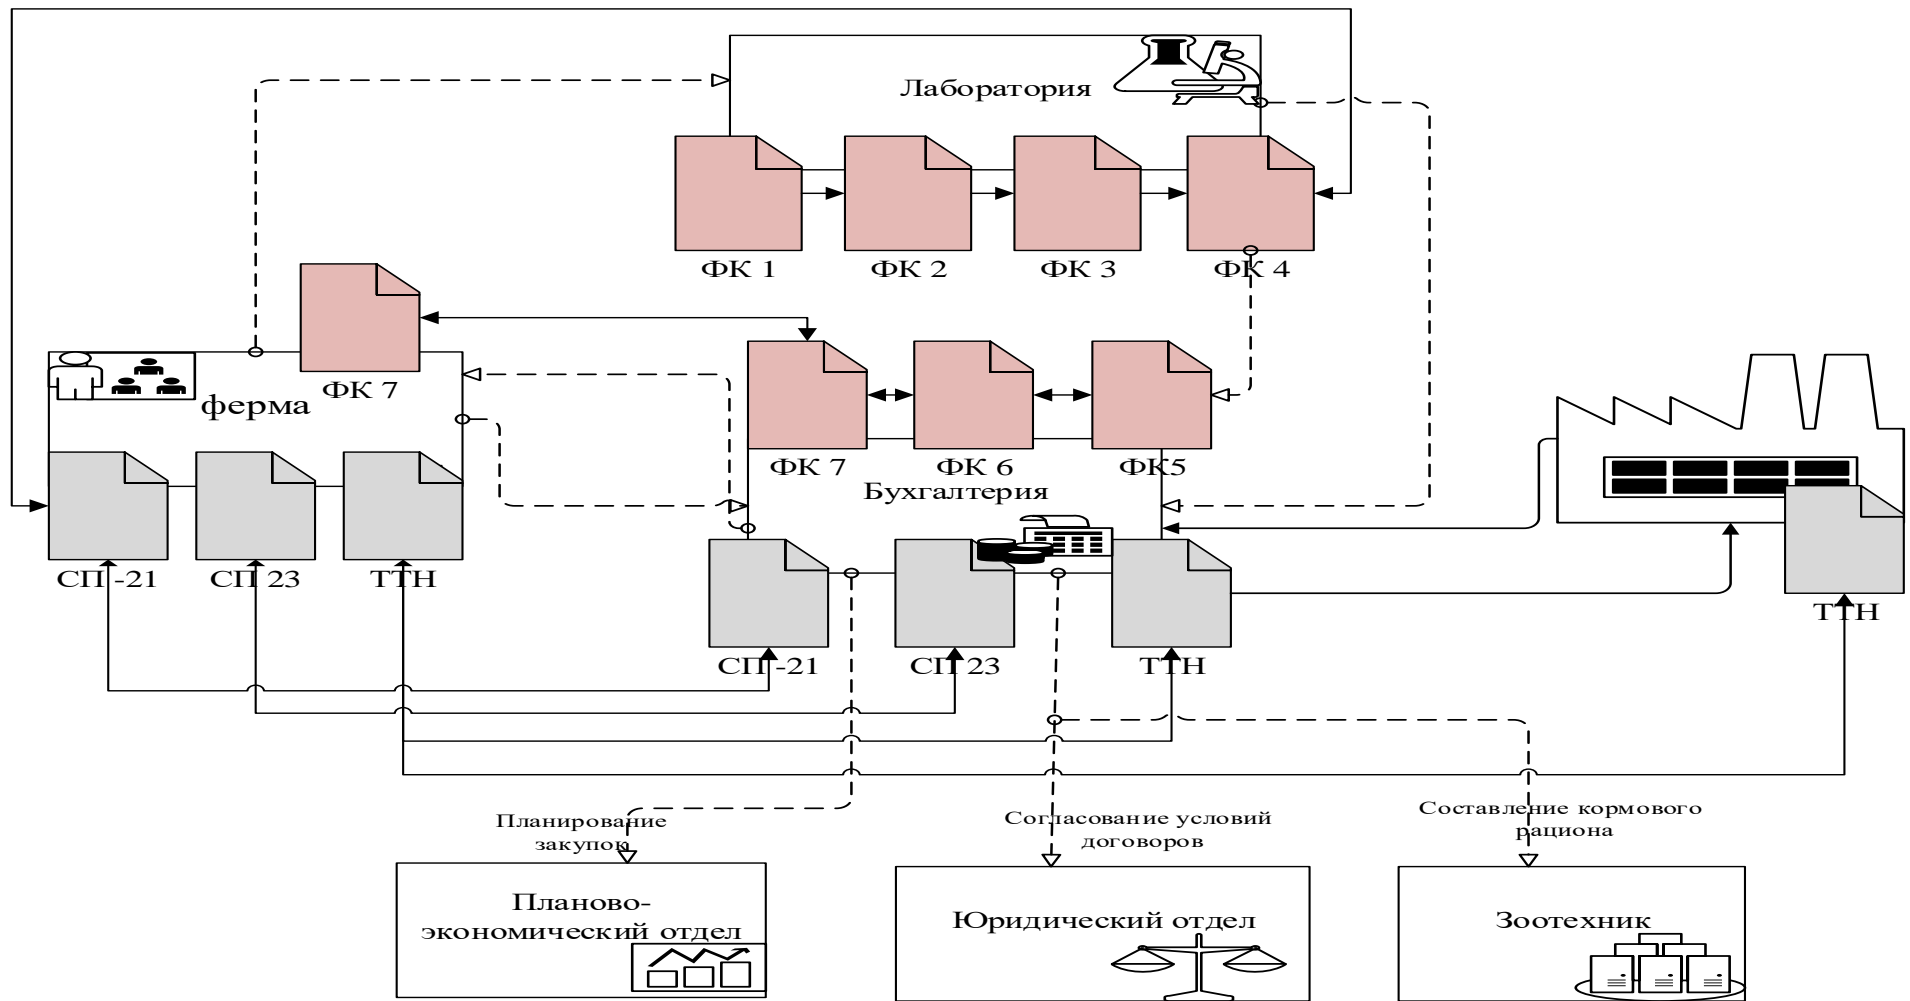 Лаборатория
ФК 1
ФК 2
ФК 3
ФК 4
ФК 7
ферма
ФК 7
ФК 6
ФК5
Бухгалтерия
СП -21
СП 23
ТТН
СП -21
СП 23
ТТН
ТТН
Планирование
закупок
Согласование условий
договоров
Составление кормового
рациона
Планово-
экономический отдел
Юридический отдел
Зоотехник